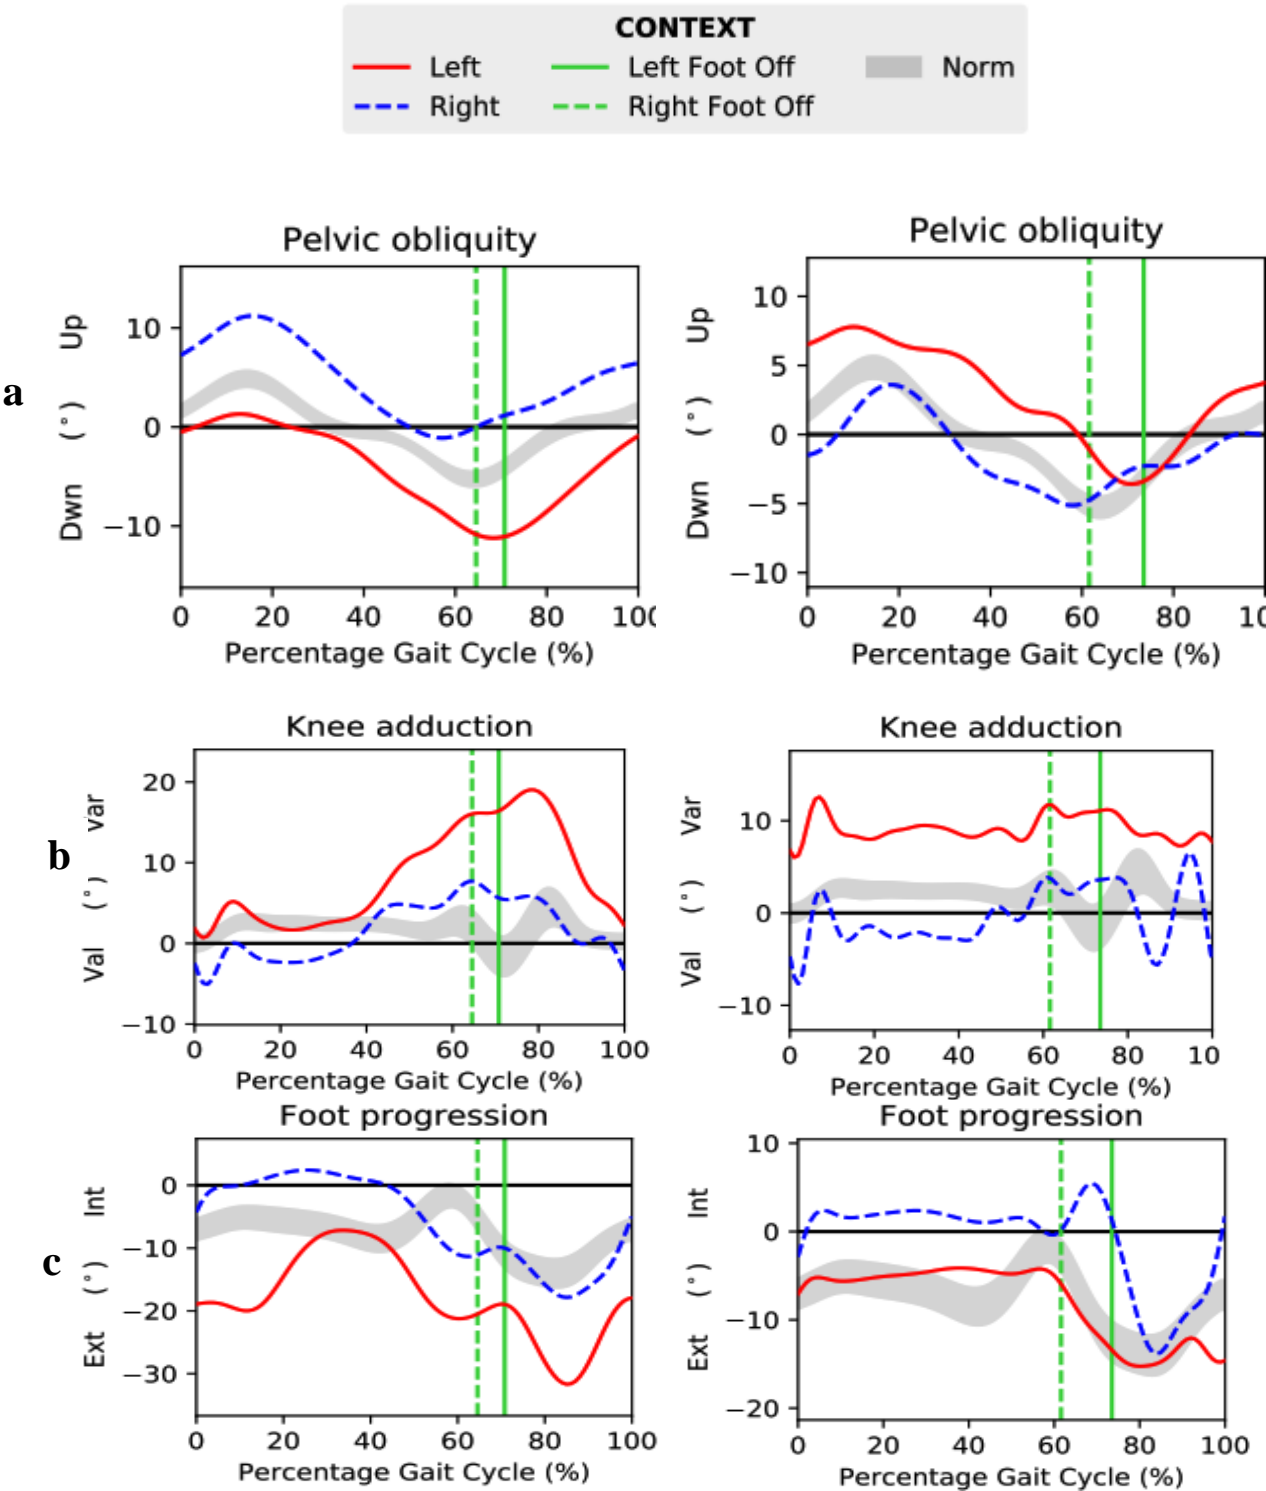 CONTEXT
Left
Left Foot Off
Norm
Right
Right Foot Off
a
Pelvic obliquity
Up
(°)
Dwn
10
0
−10
0 20 40 60 80 100
Percentage Gait Cycle (%)
Pelvic obliquity
Up
(°)
Dwn
10
5
0
−5
−10
0 20 40 60 80 10
Percentage Gait Cycle (%)
b
Knee adduction
var
(°)
Val
20
10
0
−10
0 20 40 60 80 100
Percentage Gait Cycle (%)
Knee adduction
Var
(°)
Val
10
0
−10
0 20 40 60 80 10
Percentage Gait Cycle (%)
c
Foot progression
Int
(°)
Ext
0
−10
−20
−30
0 20 40 60 80 100
Percentage Gait Cycle (%)
Foot progression
Int
(°)
Ext
10
0
−10
−20
0 20 40 60 80 100
Percentage Gait Cycle (%)